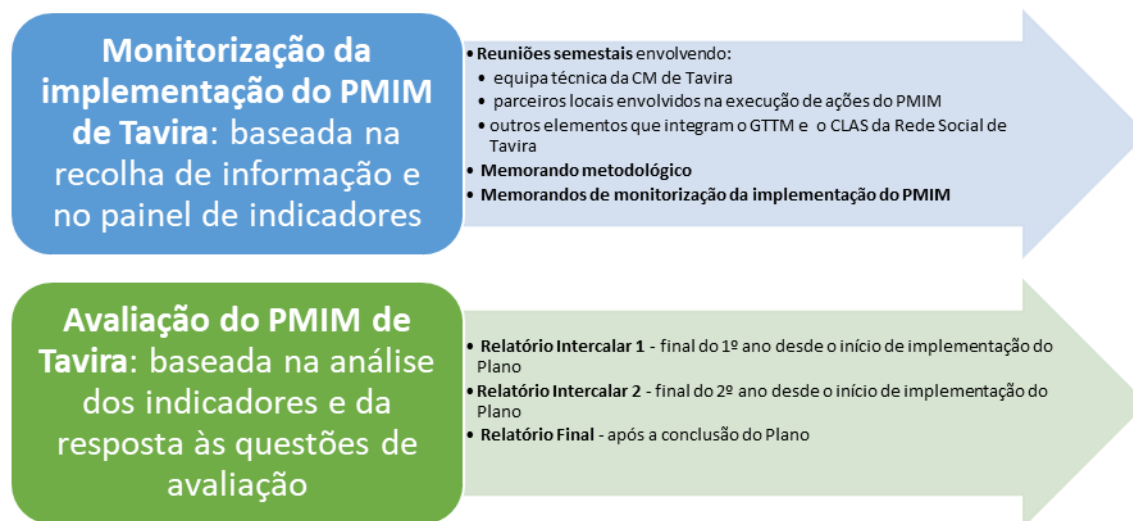 Monitorização da
implementação do PMIM
de Tavira: baseada na
recolha de informação e
no painel de indicadores
• Reuniões semestais envolvendo:
• equipa técnica da CM de Tavira
• parceiros locais envolvidos na execução de ações do PMIM
• outros elementos que integram o GTTM e o CLAS da Rede Social de
Tavira
• Memorando metodológico
• Memorandos de monitorização da implementação do PMIM
Avaliação do PMIM de
Tavira: baseada na análise
dos indicadores e da
resposta às questões de
avaliação
• Relatório Intercalar 1 - final do 1º ano desde o início de implementação do
Plano
• Relatório Intercalar 2 - final do 2º ano desde o início de implementação do
Plano
• Relatório Final - após a conclusão do Plano